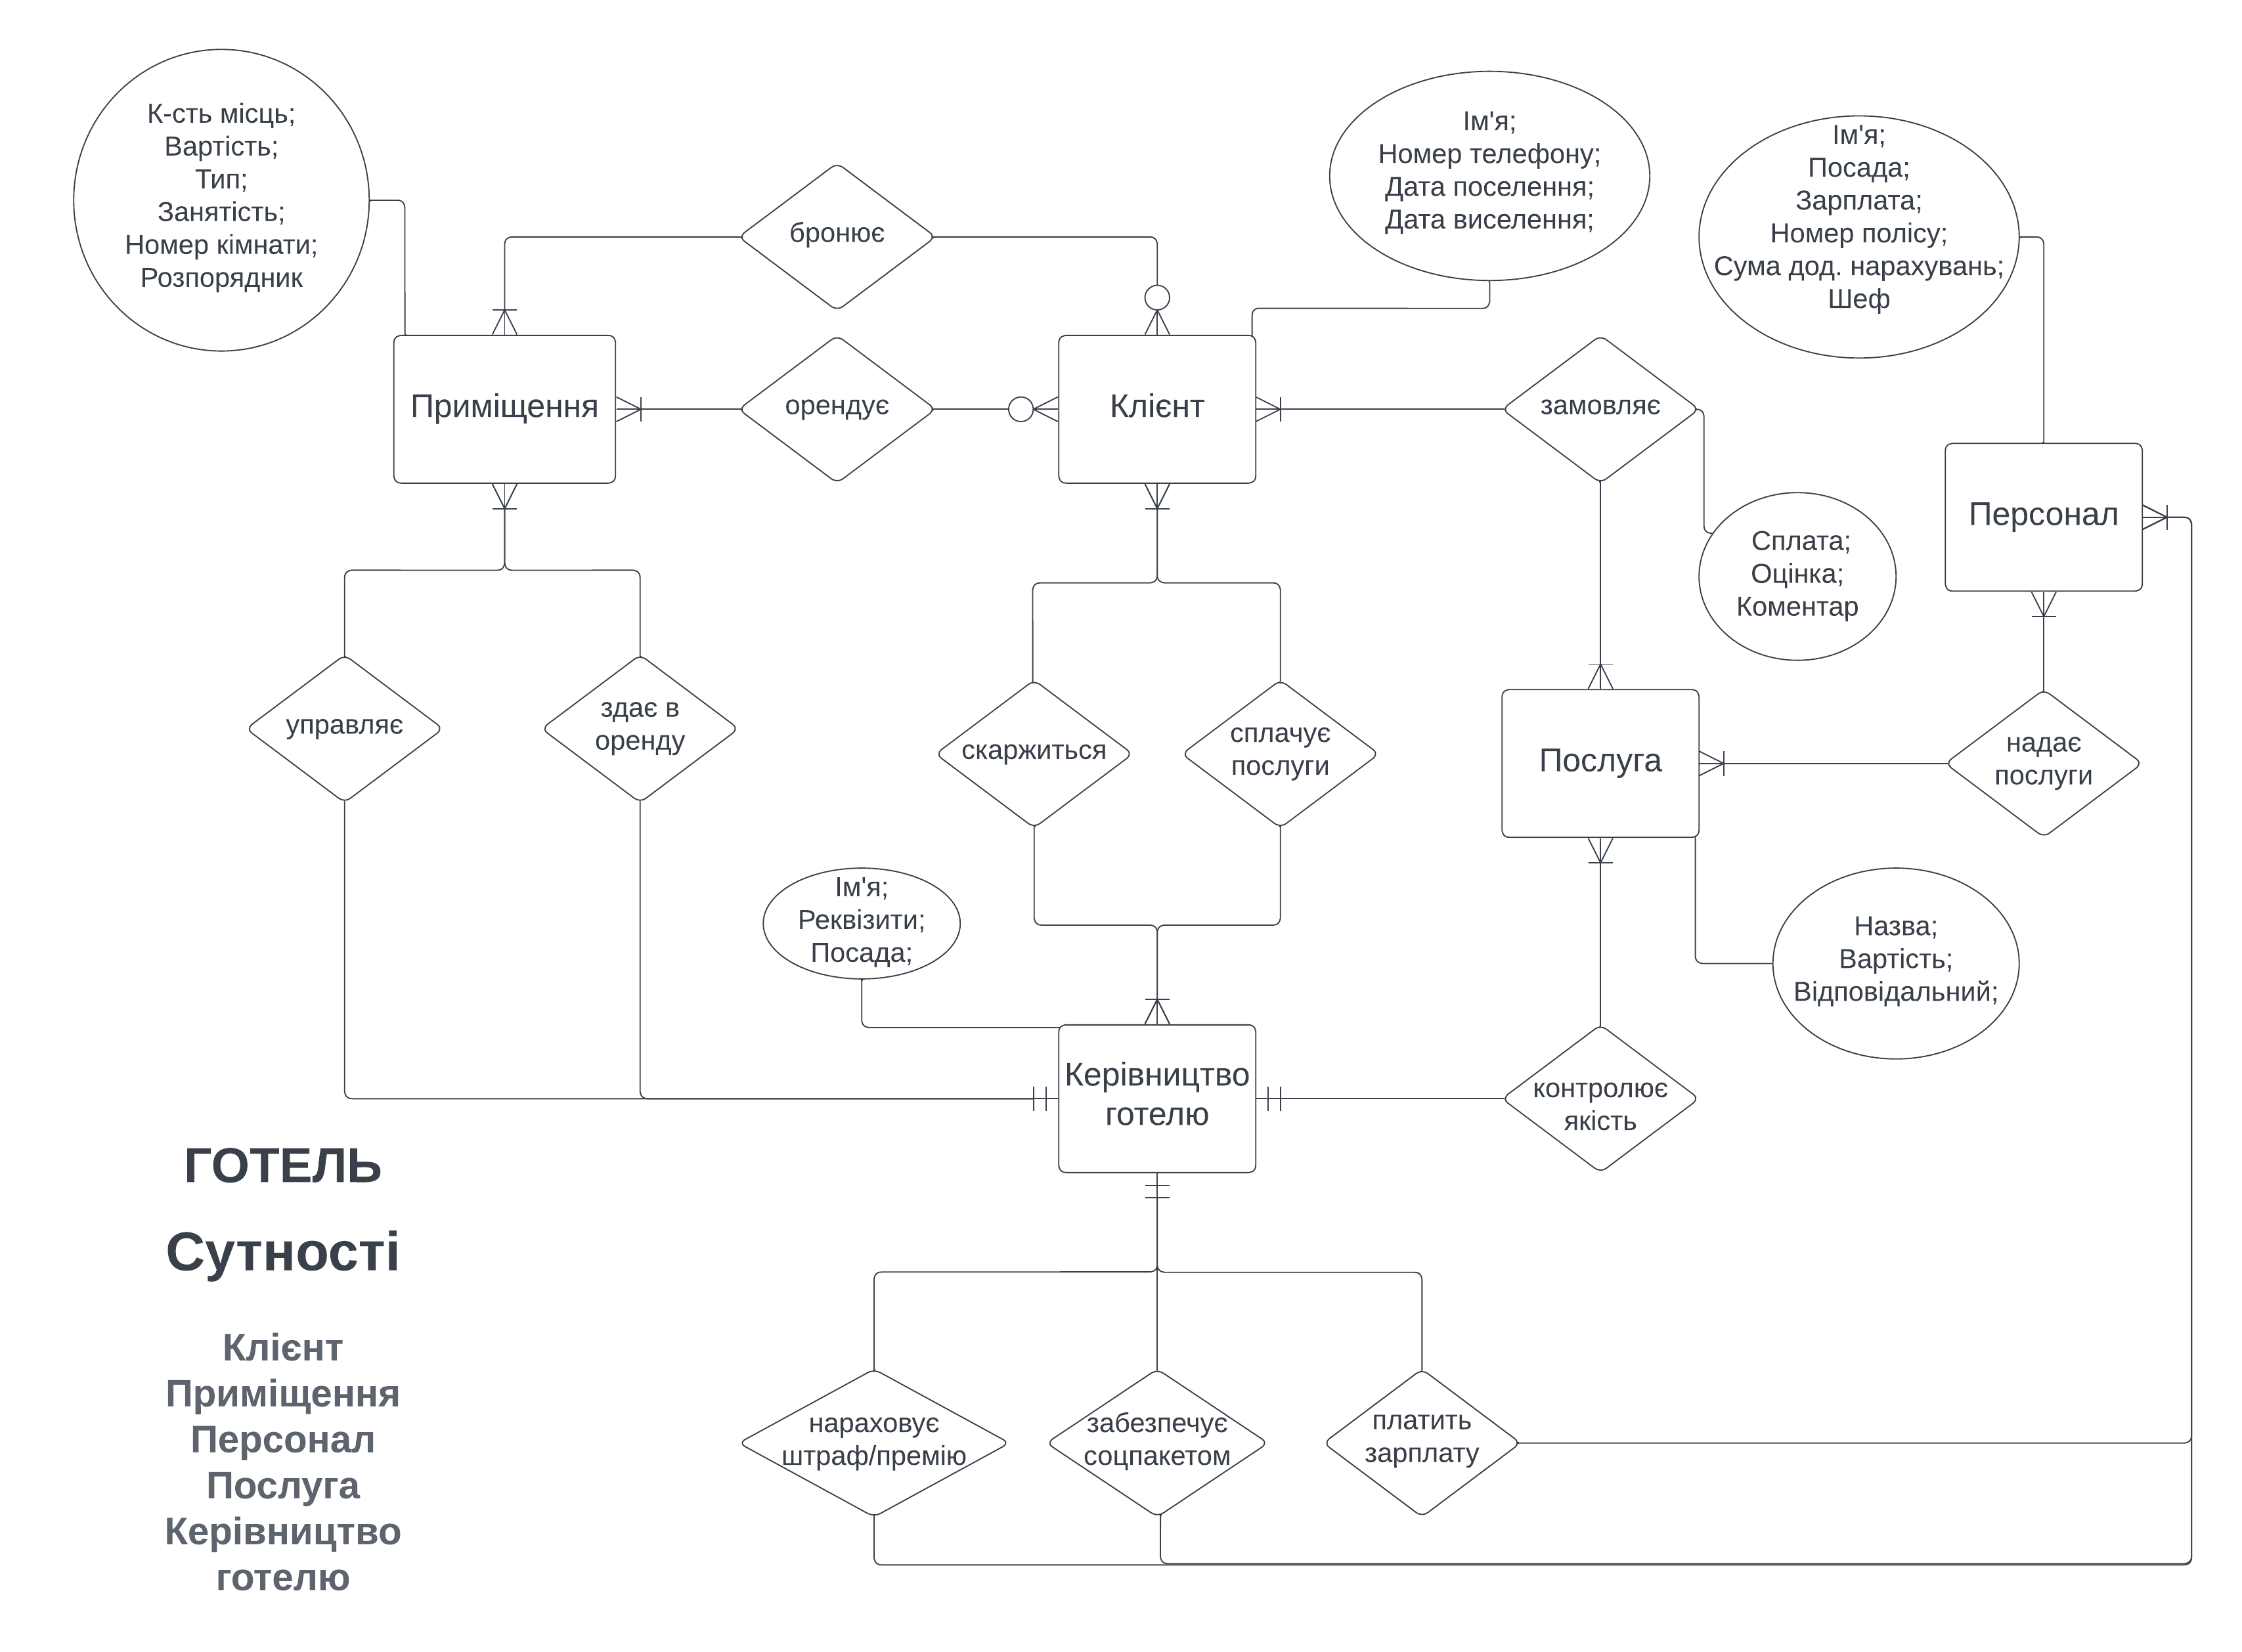 К-сть місць;
Вартість;
Тип;
Занятість;
Номер кімнати;
Розпорядник
бронює
Ім'я;
Номер телефону;
Дата поселення;
Дата виселення;
Ім'я;
Посада;
Зарплата;
Номер полісу;
Сума дод. нарахувань;
Шеф
Приміщення
орендує
Клієнт
замовляє
Персонал
Сплата;
Оцінка;
Коментар
управляє
здає в
оренду
скаржиться
сплачує
послуги
Послуга
надає
послуги
Ім'я;
Реквізити;
Посада;
Назва;
Вартість;
Відповідальний;
Керівництво
готелю
контролює
якість
ГОТЕЛЬ
Сутності
Клієнт
Приміщення
Персонал
Послуга
Керівництво
готелю
нараховує
штраф/премію
забезпечує
соцпакетом
платить
зарплату